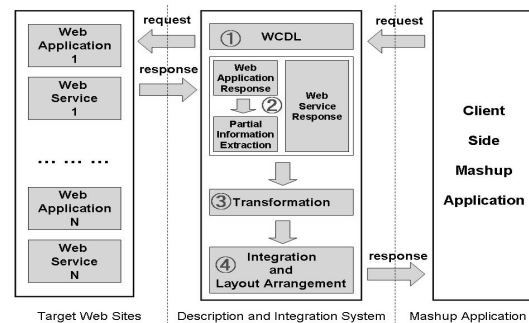 request
request
Web
Application
1
response
Web
Service
1
... ... ...
Web
Application
N
Web
Service
N
① WCDL
Web
Application
Response
②
Partial
Information
Extraction
Web
Service
Response
③ Transformation
④ Integration
and
Layout Arrangement
response
Client
Side
Mashup
Application
Target Web Sites
Description and Integration System
Mashup Application